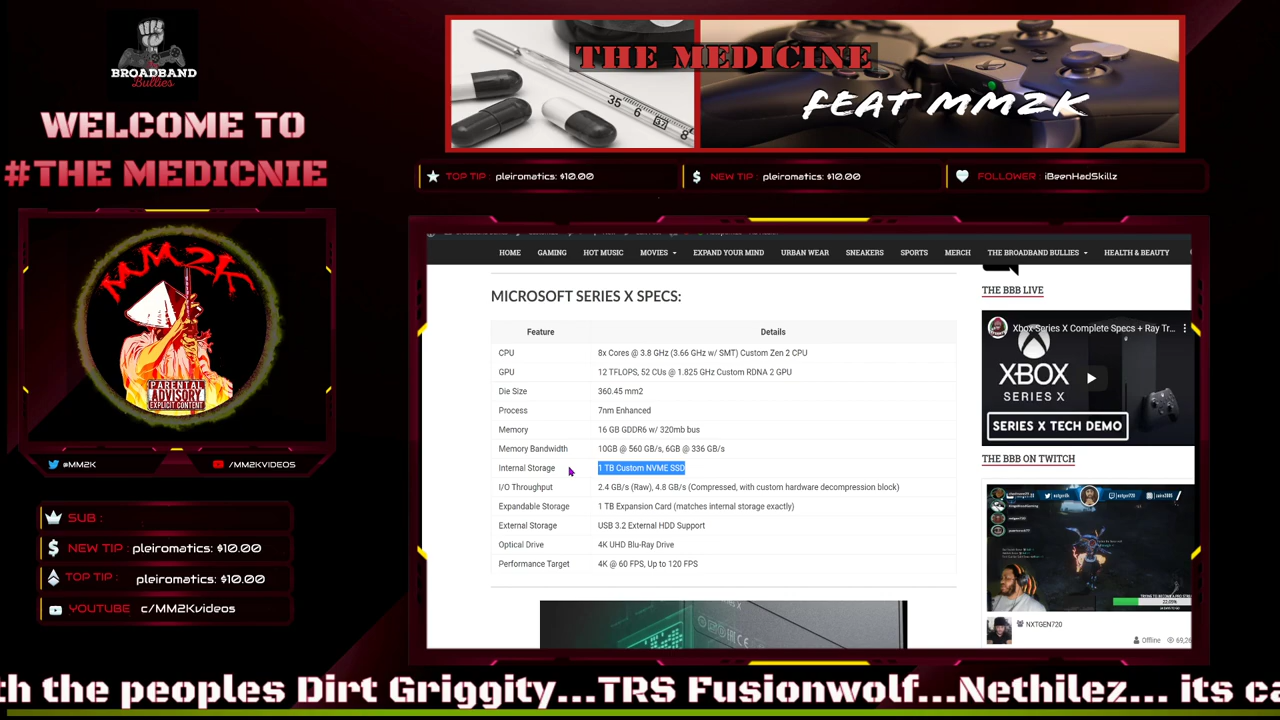 BROADBAND
Bullies
WELCOME TO
#THE MEDICNIE
THE MEDICINE
FEAT MM2K
35
6
37
8
TOP TIP : pleiromatics: $10.00
NEW TIP : pleiromatics: $10.00
FOLLOWER : iBeenHadSkillz
MM2K
PARENTAL
ADVISORY
EXPLICIT CONTENT
@MM2K
/MM2KVIDEOS
SUB :
NEW TIP : pleiromatics: $10.00
TOP TIP : pleiromatics: $10.00
YOUTUBE c/MM2Kvideos
HOME GAMING HOT MUSIC MOVIES EXPAND YOUR MIND URBAN WEAR SNEAKERS SPORTS MERCH THE BROADBAND BULLIES HEALTH & BEAUTY
MICROSOFT SERIES X SPECS:
Feature Details
CPU 8x Cores @ 3.8 GHz (3.66 GHz w/ SMT) Custom Zen 2 CPU
GPU 12 TFLOPS, 52 CUs @ 1.825 GHz Custom RDNA 2 GPU
Die Size 360.45 mm2
Process 7nm Enhanced
Memory 16 GB GDDR6 w/ 320mb bus
Memory Bandwidth 10GB @ 560 GB/s, 6GB @ 336 GB/s
Internal Storage 1 TB Custom NVME SSD
I/O Throughput 2.4 GB/s (Raw), 4.8 GB/s (Compressed, with custom hardware decompression block)
Expandable Storage 1 TB Expansion Card (matches internal storage exactly)
External Storage USB 3.2 External HDD Support
Optical Drive 4K UHD Blu-Ray Drive
Performance Target 4K @ 60 FPS, Up to 120 FPS
THE BBB LIVE
Xbox Series X Complete Specs + Ray Tr...
XBOX
SERIES X
SERIES X TECH DEMO
THE BBB ON TWITCH
NXTGEN720
Offline 69,26
th the peoples Dirt Griggity...TRS Fusionwolf...Nethilez... its ca